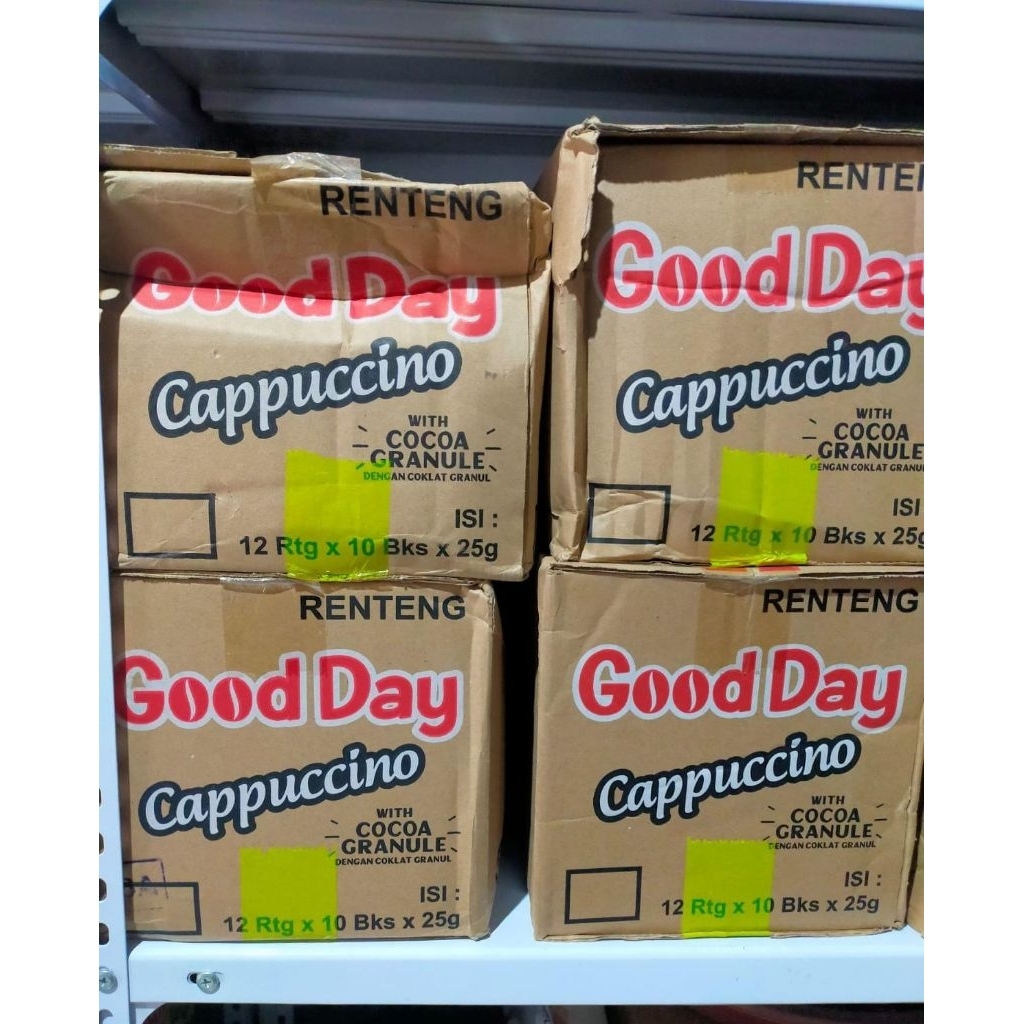 RENTENG
Good Day
Cappuccino
WITH
COCOA
GRANULE
DENGAN COKLAT GRANUL
ISI :
12 Rtg x 10 Bks x 25g
RENTE
Good Day
Cappuccino
WITH
COCOA
GRANULE
DENGAN COKLAT GRANUL
ISI
12 Rtg x 10 Bks x 25g
RENTENG
Good Day
Cappuccino
WITH
COCOA
GRANULE
DENGAN COKLAT GRANUL
ISI :
12 Rtg x 10 Bks x 25g
RENTENG
Good Day
Cappuccino
WITH
COCOA
GRANULE
DENGAN COKLAT GRANUL
ISI :
12 Rtg x 10 Bks x 25g